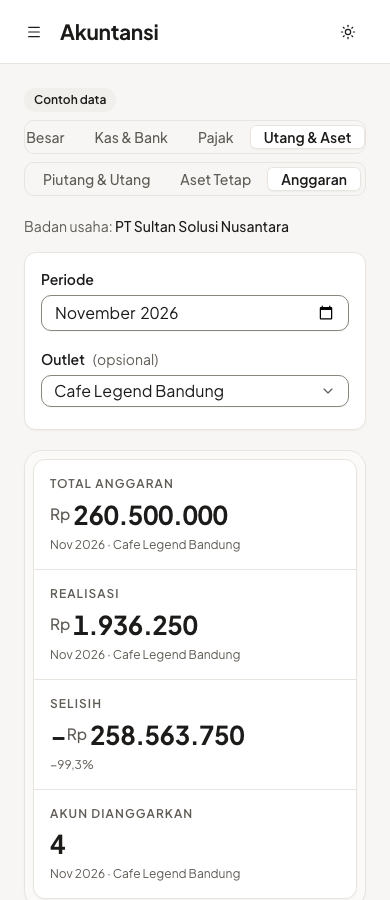 Akuntansi
Contoh data
Besar Kas & Bank Pajak Utang & Aset
Piutang & Utang Aset Tetap Anggaran
Badan usaha: PT Sultan Solusi Nusantara
Periode
November 2026
Outlet (opsional)
Cafe Legend Bandung
TOTAL ANGGARAN
Rp 260.500.000
Nov 2026 · Cafe Legend Bandung
REALISASI
Rp 1.936.250
Nov 2026 · Cafe Legend Bandung
SELISIH
−Rp 258.563.750
−99,3%
AKUN DIANGGARKAN
4
Nov 2026 · Cafe Legend Bandung